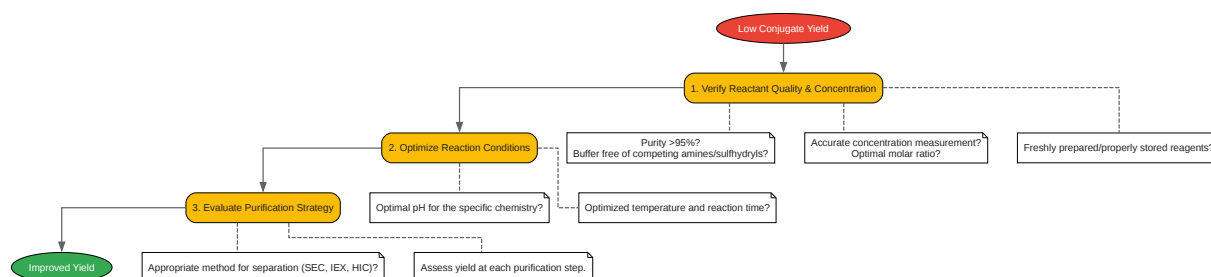 Low Conjugate Yield
1. Verify Reactant Quality & Concentration
Purity >95%?
Buffer free of competing amines/sulfhydryls?
Accurate concentration measurement?
Optimal molar ratio?
Freshly prepared/properly stored reagents?
2. Optimize Reaction Conditions
Optimal pH for the specific chemistry?
Optimized temperature and reaction time?
3. Evaluate Purification Strategy
Appropriate method for separation (SEC, IEX, HIC)?
Assess yield at each purification step.
Improved Yield